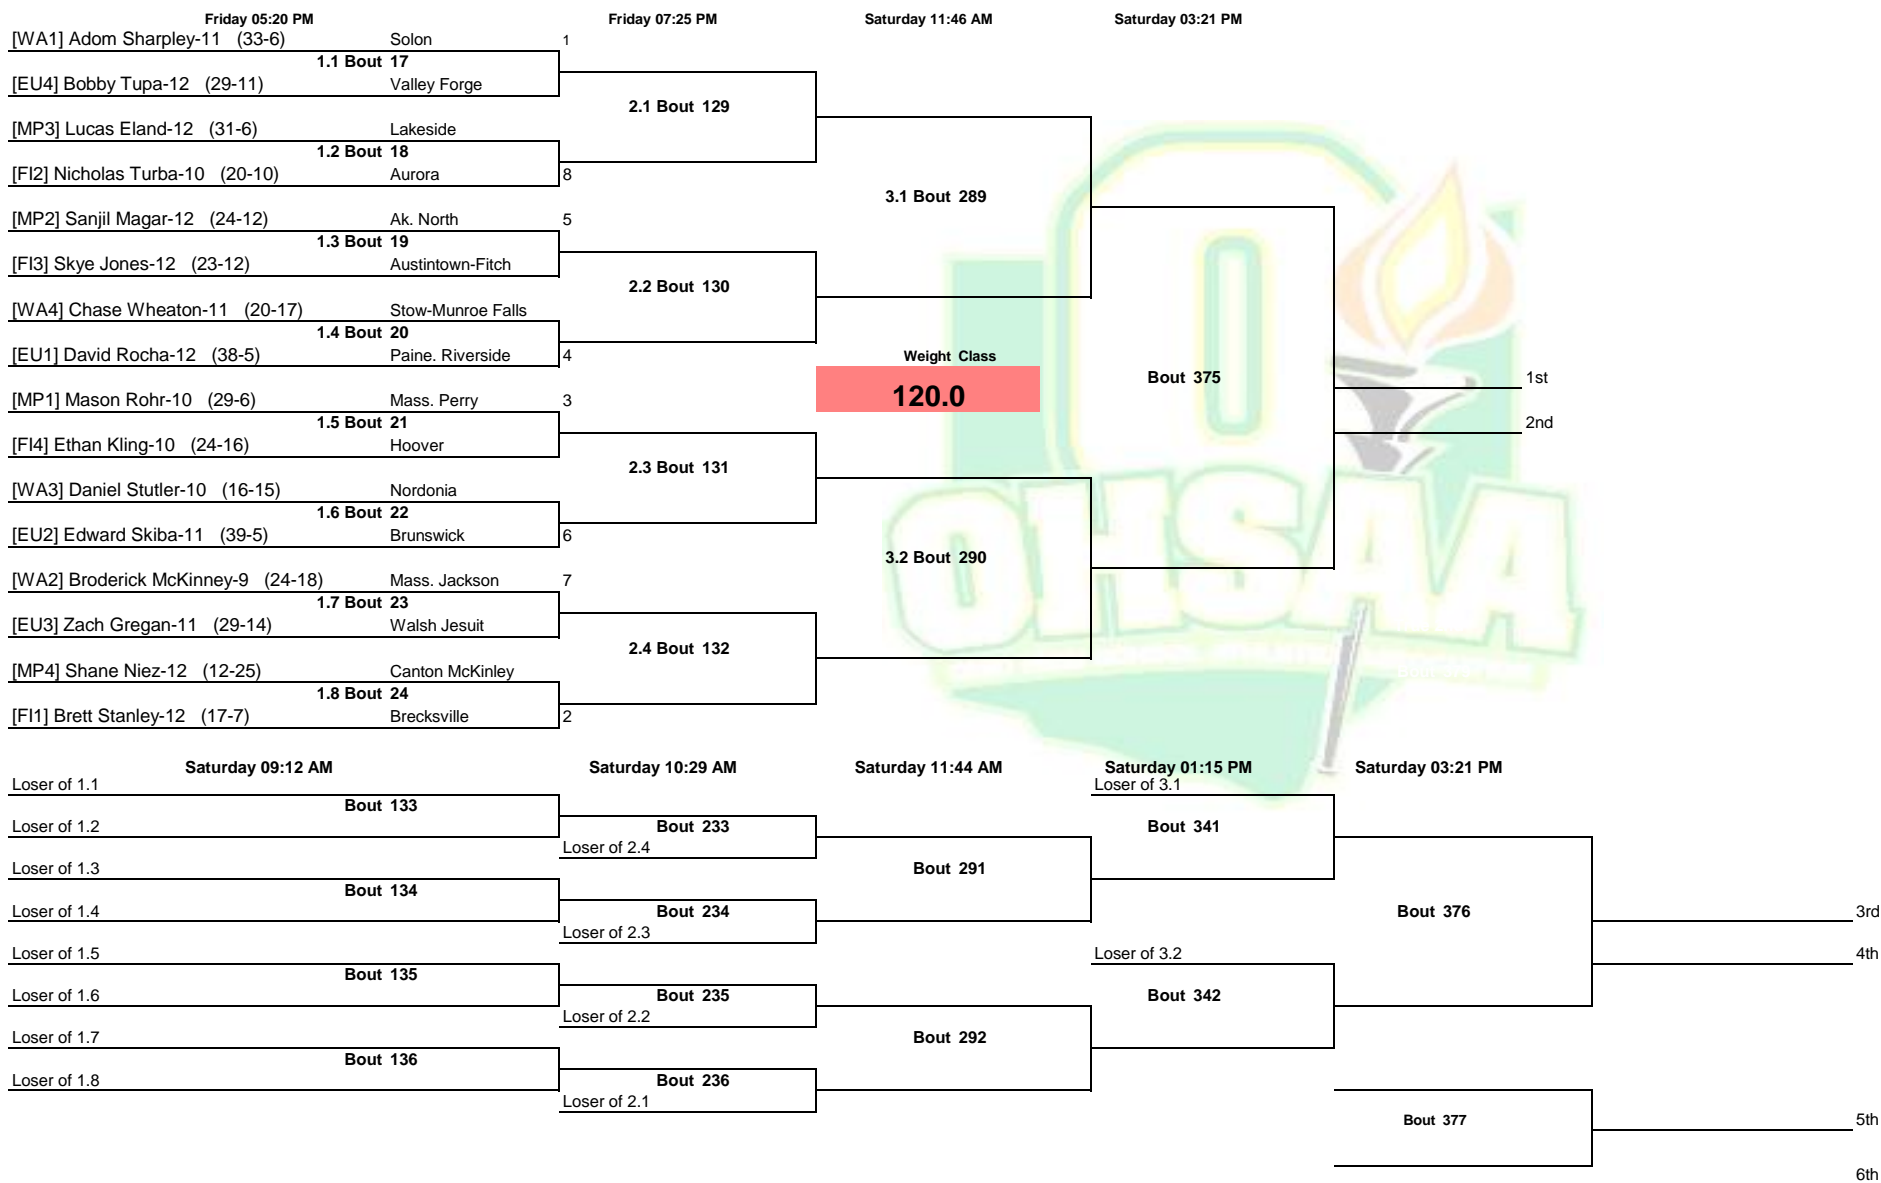 Friday 05:20 PM Friday 07:25 PM Saturday 11:46 AM Saturday 03:21 PM
[WA1] Adom Sharpley-11 (33-6) Solon 1
1.1 Bout 17
[EU4] Bobby Tupa-12 (29-11) Valley Forge
2.1 Bout 129
[MP3] Lucas Eland-12 (31-6) Lakeside
1.2 Bout 18
[FI2] Nicholas Turba-10 (20-10) Aurora 8
3.1 Bout 289
[MP2] Sanjil Magar-12 (24-12) Ak. North 5
1.3 Bout 19
[FI3] Skye Jones-12 (23-12) Austintown-Fitch
2.2 Bout 130
[WA4] Chase Wheaton-11 (20-17) Stow-Munroe Falls
1.4 Bout 20
[EU1] David Rocha-12 (38-5) Paine. Riverside 4
Weight Class
120.0
Bout 375
1st
2nd
[MP1] Mason Rohr-10 (29-6) Mass. Perry 3
1.5 Bout 21
[FI4] Ethan Kling-10 (24-16) Hoover
2.3 Bout 131
[WA3] Daniel Stutler-10 (16-15) Nordonia
1.6 Bout 22
[EU2] Edward Skiba-11 (39-5) Brunswick 6
3.2 Bout 290
[WA2] Broderick McKinney-9 (24-18) Mass. Jackson 7
1.7 Bout 23
[EU3] Zach Gregan-11 (29-14) Walsh Jesuit
2.4 Bout 132
[MP4] Shane Niez-12 (12-25) Canton McKinley
1.8 Bout 24
[FI1] Brett Stanley-12 (17-7) Brecksville 2
OHSAA
Saturday 09:12 AM Saturday 10:29 AM Saturday 11:44 AM Saturday 01:15 PM Saturday 03:21 PM
Loser of 1.1 Loser of 3.1
Bout 133
Loser of 1.2 Bout 233 Bout 341
Loser of 2.4
Loser of 1.3 Bout 291
Bout 134
Loser of 1.4 Bout 234 Bout 376 3rd
Loser of 2.3
Loser of 1.5 Loser of 3.2 4th
Bout 135
Loser of 1.6 Bout 235 Bout 342
Loser of 2.2
Loser of 1.7 Bout 292
Bout 136
Loser of 1.8 Bout 236
Loser of 2.1
Bout 377 5th
6th